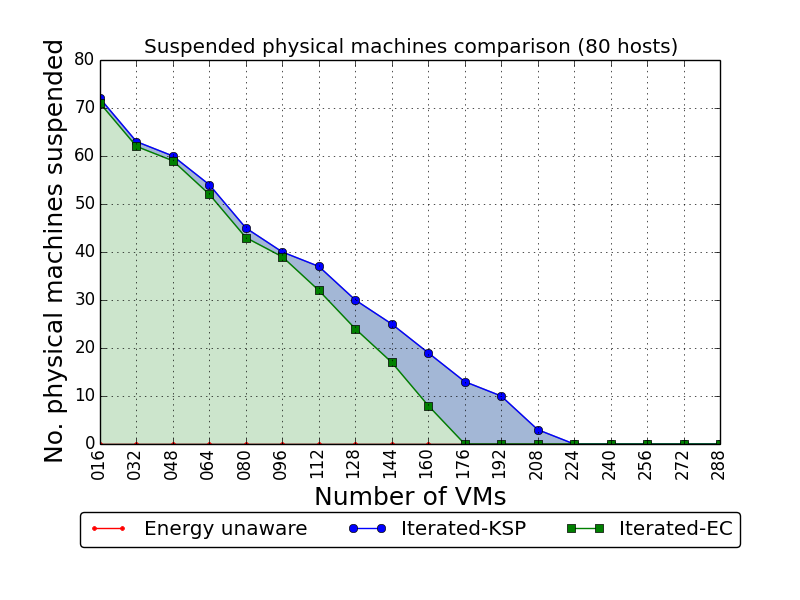 Suspended physical machines comparison (80 hosts)
80
70
60
50
40
30
20
10
0
No. physical machines suspended
016 032 048 064 080 096 112 128 144 160 176 192 208 224 240 256 272 288
Number of VMs
Energy unaware Iterated-KSP Iterated-EC